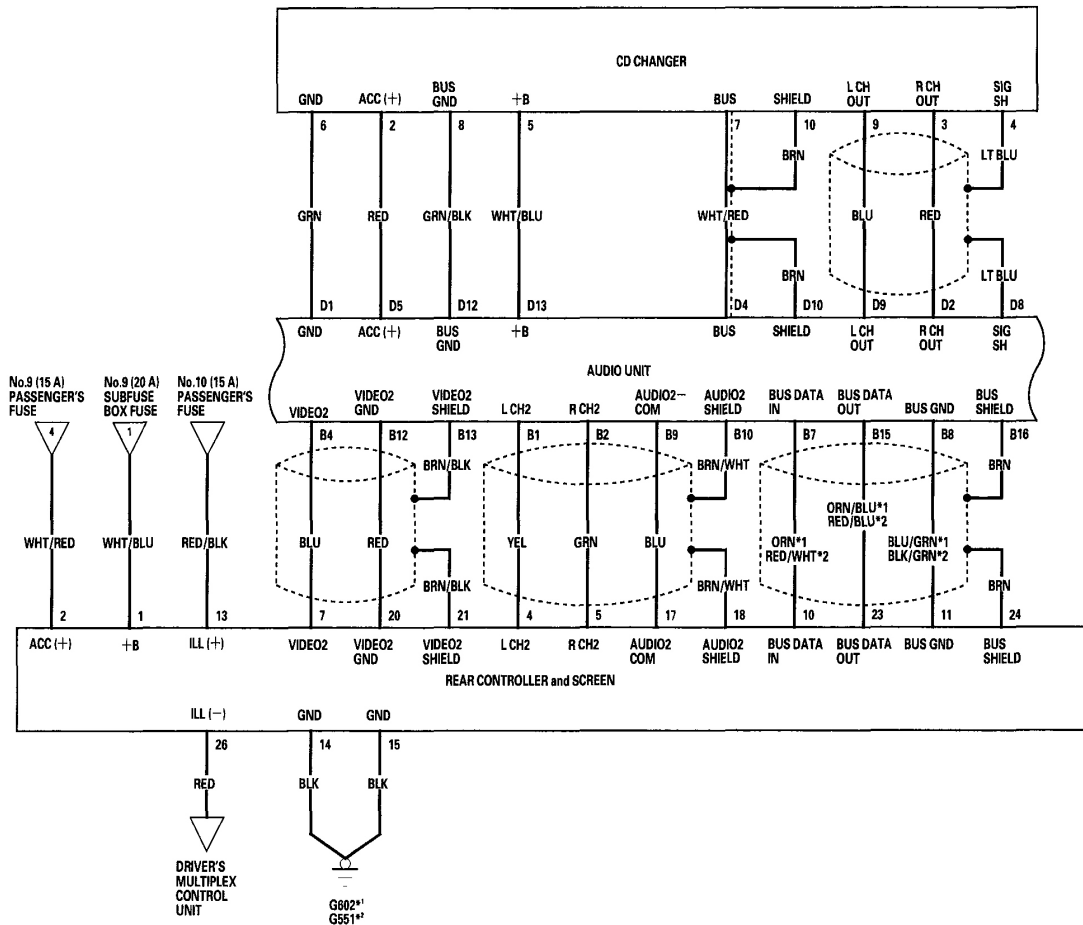 CD CHANGER
GND ACC (+) BUS GND +B BUS SHIELD L CH OUT R CH OUT SIG SH
6 2 8 5 7 10 9 3 4
BRN LT BLU
GRN RED GRN/BLK WHT/BLU WHT/RED BLU RED
BRN LT BLU
D1 D5 D12 D13 D4 D10 D9 D2 D8
GND ACC (+) BUS GND +B BUS SHIELD L CH OUT R CH OUT SIG SH
AUDIO UNIT
No.9 (15 A) PASSENGER'S FUSE
No.9 (20 A) SUBFUSE BOX FUSE
No.10 (15 A) PASSENGER'S FUSE
4 1
VIDEO2 VIDEO2 GND VIDEO2 SHIELD L CH2 R CH2 AUDIO2− COM AUDIO2 SHIELD BUS DATA IN BUS DATA OUT BUS GND BUS SHIELD
B4 B12 B13 B1 B2 B9 B10 B7 B15 B8 B16
BRN/BLK BRN/WHT BRN
WHT/RED WHT/BLU RED/BLK BLU RED YEL GRN BLU
ORN*1 RED/WHT*2
ORN/BLU*1 RED/BLU*2
BLU/GRN*1 BLK/GRN*2
BRN/BLK BRN/WHT BRN
2 1 13 7 20 21 4 5 17 18 10 23 11 24
ACC (+) +B ILL (+) VIDEO2 VIDEO2 GND VIDEO2 SHIELD L CH2 R CH2 AUDIO2 COM AUDIO2 SHIELD BUS DATA IN BUS DATA OUT BUS GND BUS SHIELD
REAR CONTROLLER and SCREEN
ILL (−) GND GND
26 14 15
RED BLK BLK
DRIVER'S
MULTIPLEX
CONTROL
UNIT
G602*1
G551*2